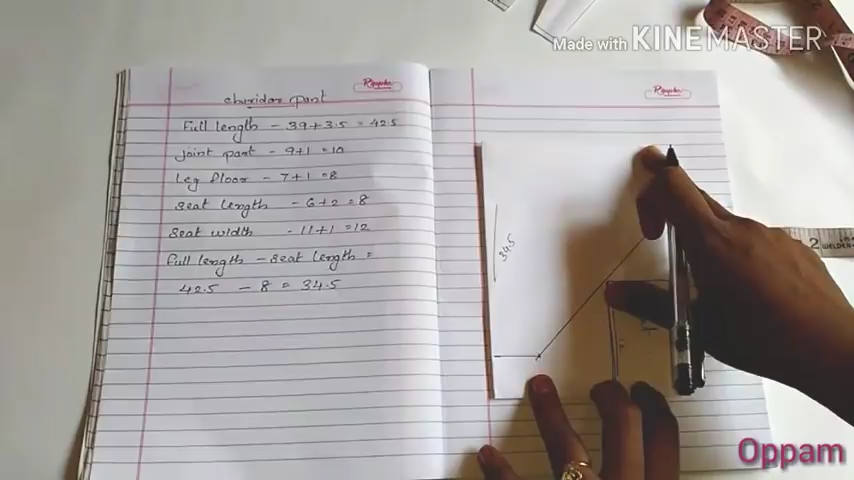 Made with KINEMASTER
churidar pant
Full length - 39+3.5 = 42.5
Joint part - 9+1 = 10
Leg floor - 7+1 = 8
Seat length - 6+2 = 8
Seat width - 11+1 = 12
Full length - seat length =
42.5 - 8 = 34.5
34.5
2
Oppam